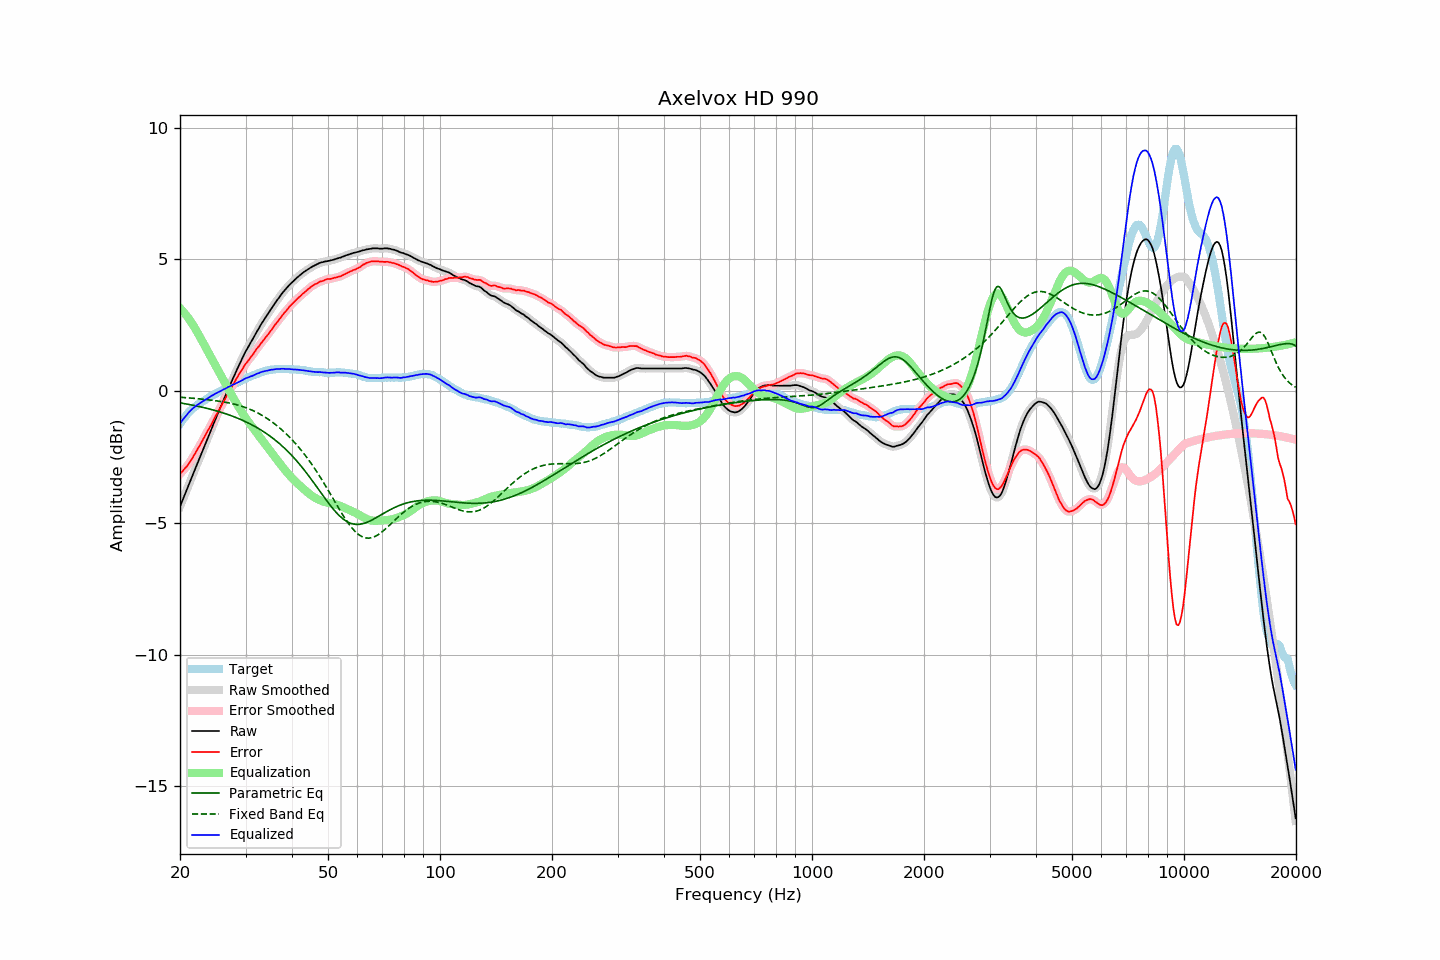 Axelvox HD 990
10
5
0
−5
−10
−15
Amplitude (dBr)
Target
Raw Smoothed
Error Smoothed
Raw
Error
Equalization
Parametric Eq
Fixed Band Eq
Equalized
20 50 100 200 500 1000 2000 5000 10000 20000
Frequency (Hz)